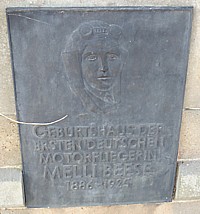 GEBURTSHAUS DER
ERSTEN DEUTSCHEN
MOTORFLIEGERIN
MELLI BEESE
1886-1925